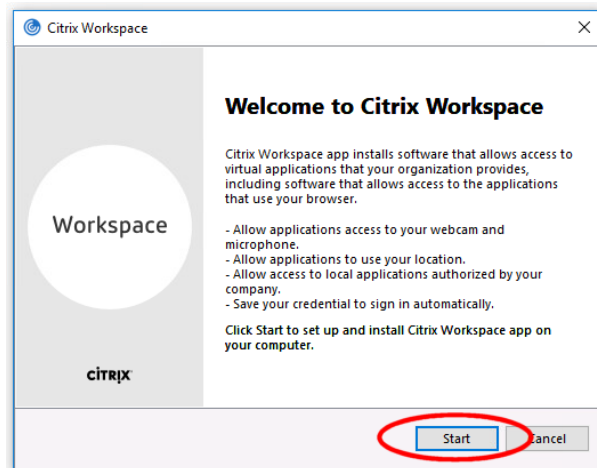 Citrix Workspace
Welcome to Citrix Workspace
Citrix Workspace app installs software that allows access to
virtual applications that your organization provides,
including software that allows access to the applications
that use your browser.
- Allow applications access to your webcam and
microphone.
- Allow applications to use your location.
- Allow access to local applications authorized by your
company.
- Save your credential to sign in automatically.
Click Start to set up and install Citrix Workspace app on
your computer.
Workspace
CITRIX
Start
Cancel